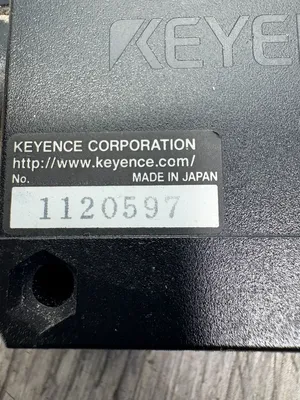 KEYE
KEYENCE CORPORATION
http://www.keyence.com/
No. MADE IN JAPAN
1120597